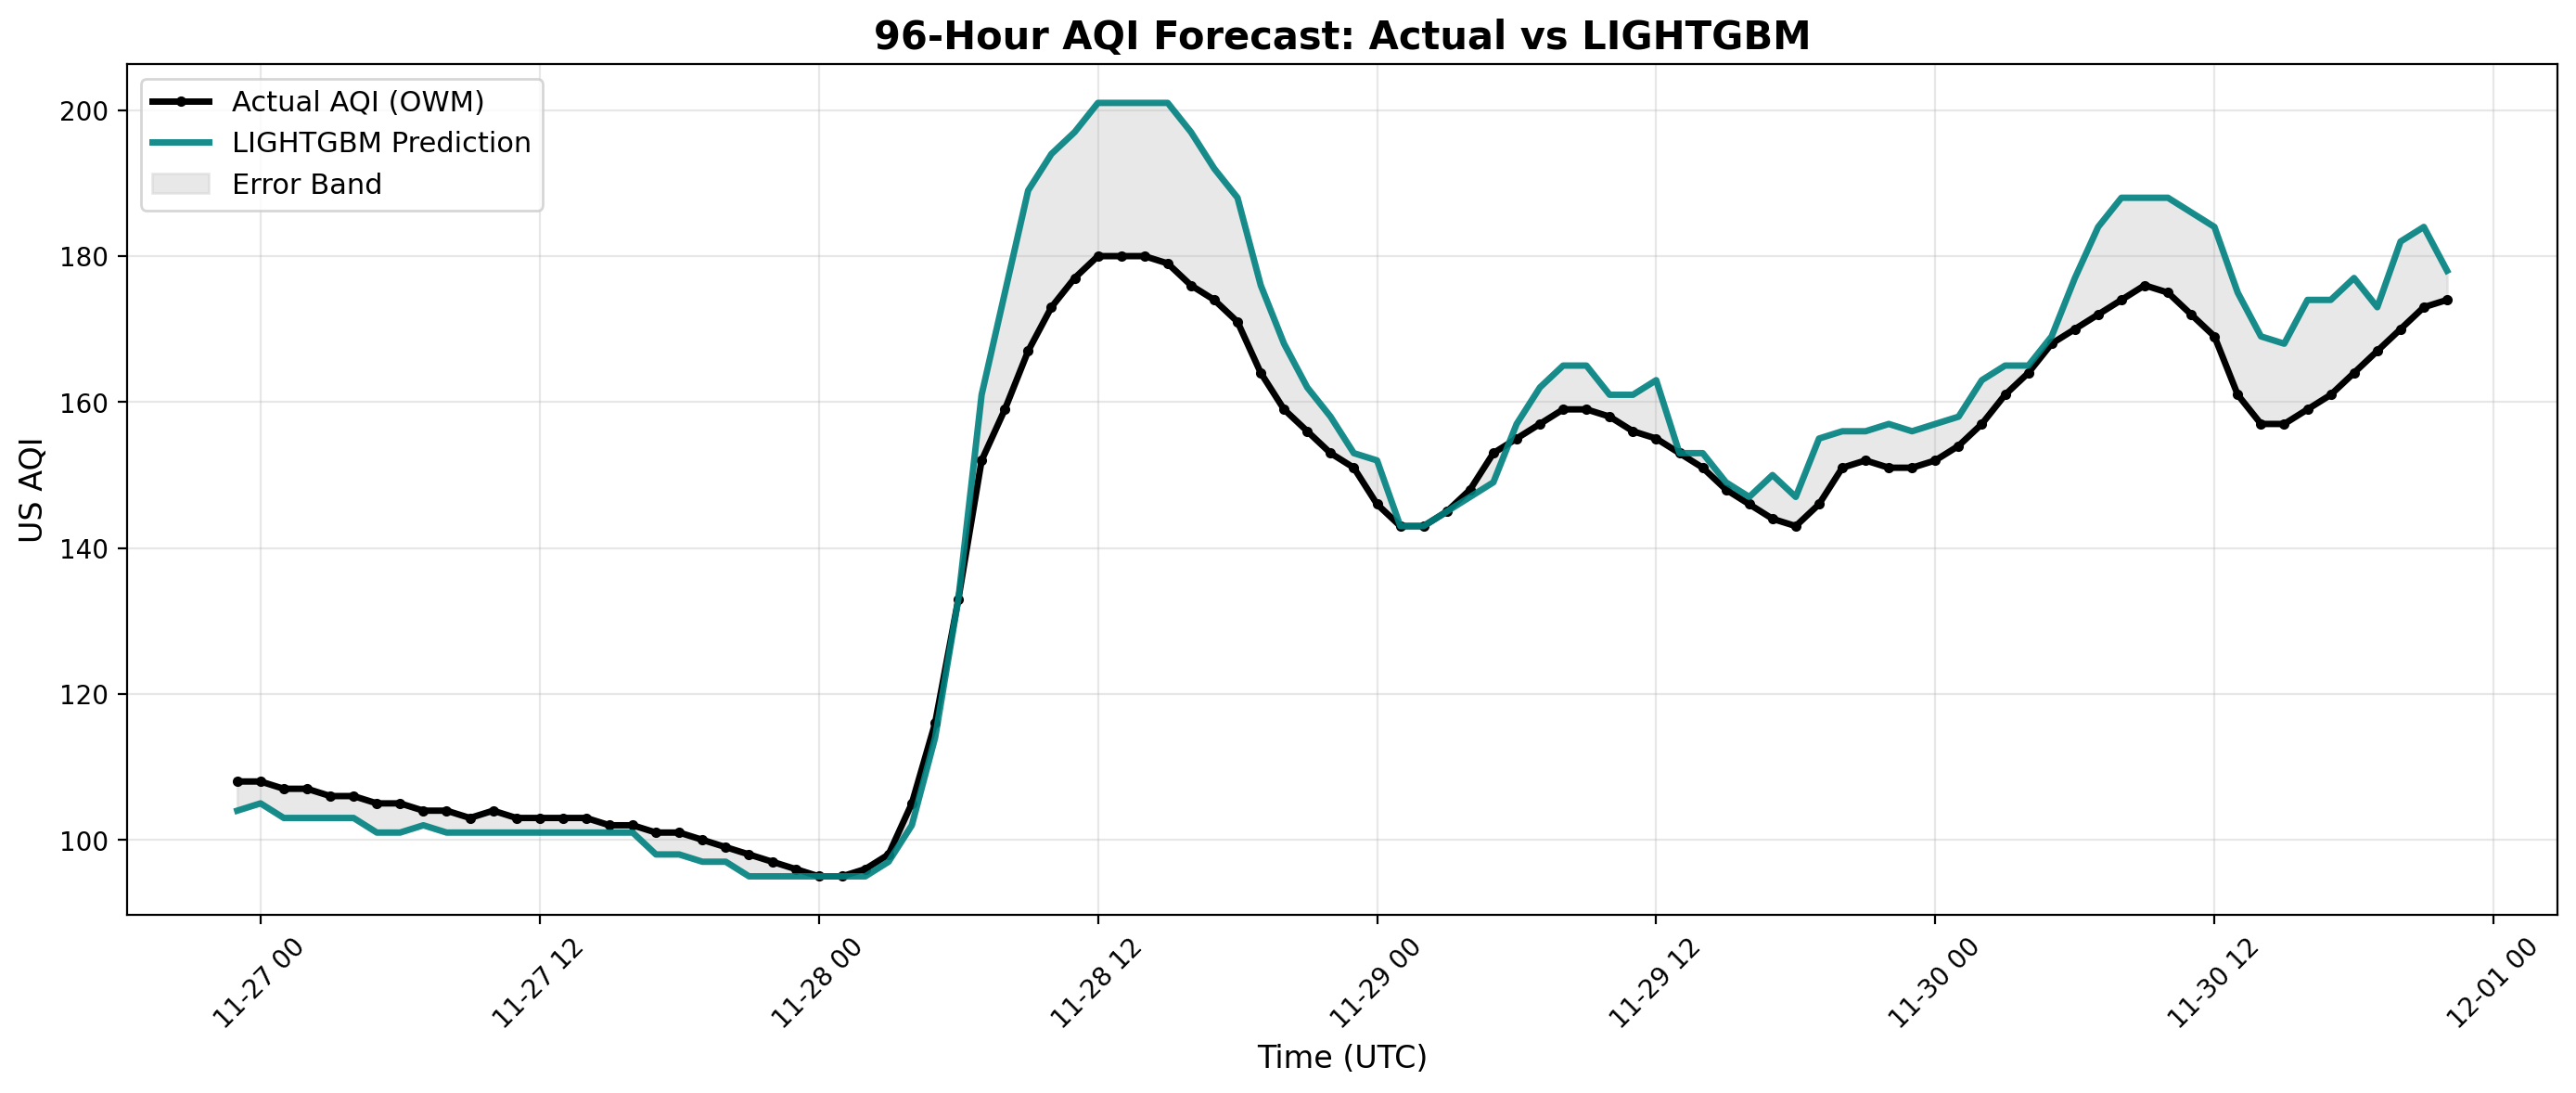 96-Hour AQI Forecast: Actual vs LIGHTGBM
Actual AQI (OWM)
LIGHTGBM Prediction
Error Band
US AQI
200
180
160
140
120
100
11-27 00
11-27 12
11-28 00
11-28 12
11-29 00
11-29 12
11-30 00
11-30 12
12-01 00
Time (UTC)